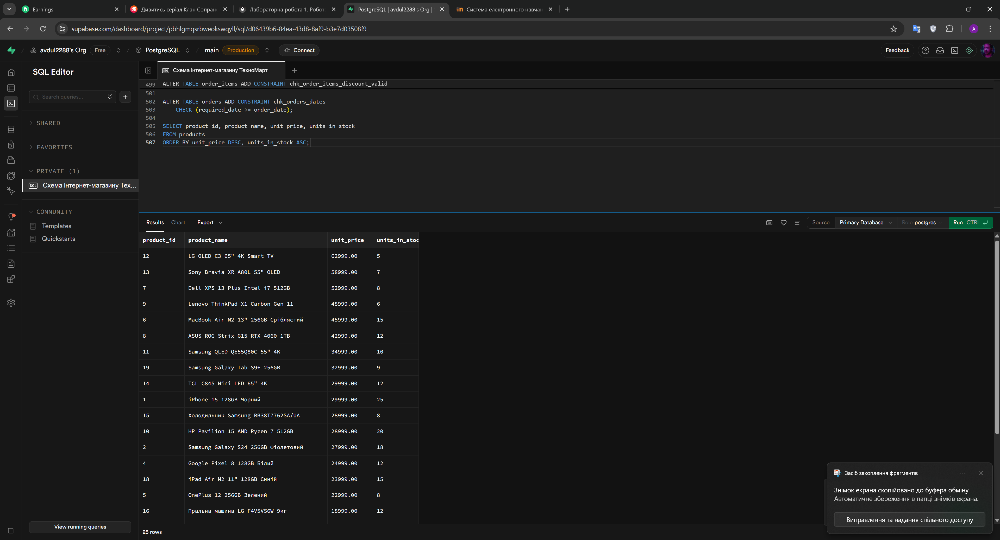 Earnings
Дивитись серіал Клан Сопран
Лабораторна робота 1. Робот
PostgreSQL | avdul2288's Org |
Система електронного навчан
supabase.com/dashboard/project/pbhlgmqsrbweokswqyll/sql/d06439b6-84ea-43d8-8af9-b3e7d03508f9
A
avdul2288's Org Free
PostgreSQL
main Production
Connect
Feedback
SQL Editor
Search queries...
SHARED
FAVORITES
PRIVATE (1)
SQL Схема інтернет-магазину Тех...
COMMUNITY
Templates
Quickstarts
View running queries
SQL Схема інтернет-магазину ТехноМарт
499 ALTER TABLE order_items ADD CONSTRAINT chk_order_items_discount_valid
501
502 ALTER TABLE orders ADD CONSTRAINT chk_orders_dates
503 CHECK (required_date >= order_date);
504
505 SELECT product_id, product_name, unit_price, units_in_stock
506 FROM products
507 ORDER BY unit_price DESC, units_in_stock ASC;
Results Chart Export
Source Primary Database Role postgres Run CTRL
product_id product_name unit_price units_in_stoc
12 LG OLED C3 65" 4K Smart TV 62999.00 5
13 Sony Bravia XR A80L 55" OLED 58999.00 7
7 Dell XPS 13 Plus Intel i7 512GB 52999.00 8
9 Lenovo ThinkPad X1 Carbon Gen 11 48999.00 6
6 MacBook Air M2 13" 256GB Сріблястий 45999.00 15
8 ASUS ROG Strix G15 RTX 4060 1TB 42999.00 12
11 Samsung QLED QE55Q80C 55" 4K 34999.00 10
19 Samsung Galaxy Tab S9+ 256GB 32999.00 9
14 TCL C845 Mini LED 65" 4K 29999.00 12
1 iPhone 15 128GB Чорний 29999.00 25
15 Холодильник Samsung RB38T7762SA/UA 28999.00 8
10 HP Pavilion 15 AMD Ryzen 7 512GB 28999.00 20
2 Samsung Galaxy S24 256GB Фіолетовий 27999.00 18
4 Google Pixel 8 128GB Білий 24999.00 12
18 iPad Air M2 11" 128GB Синій 23999.00 15
5 OnePlus 12 256GB Зелений 22999.00 8
16 Пральна машина LG F4V5VS6W 9кг 18999.00 12
25 rows
Засіб захоплення фрагментів
Знімок екрана скопійовано до буфера обміну
Автоматичне збереження в папці знімків екрана.
Виправлення та надання спільного доступу